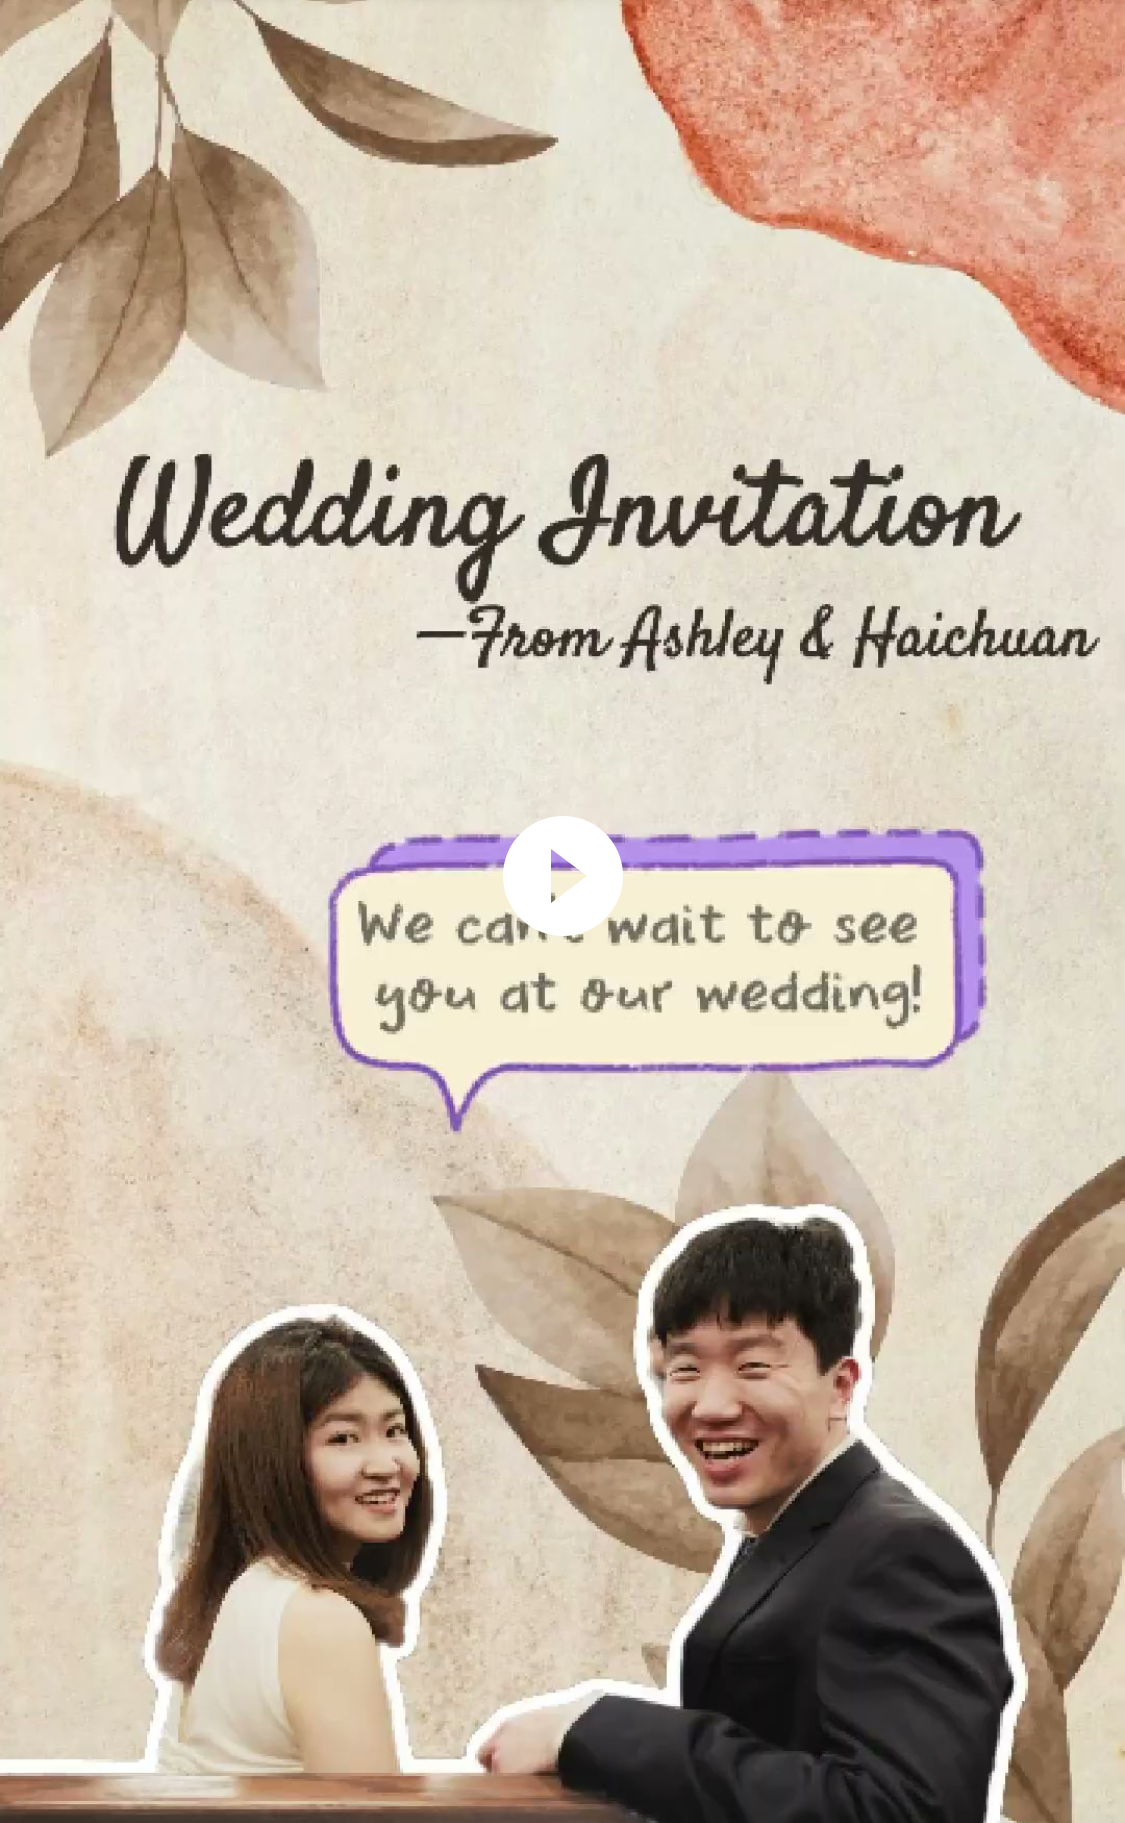 Wedding Invitation
—From Ashley & Haichuan
We can't wait to see
you at our wedding!